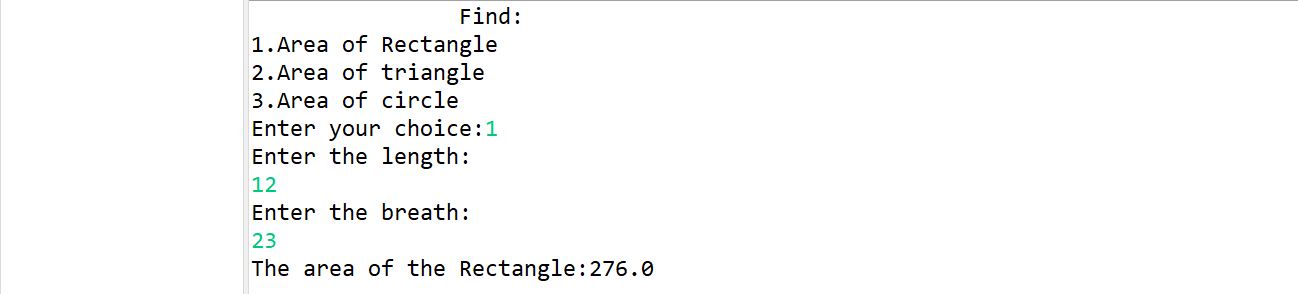 Find:
1.Area of Rectangle
2.Area of triangle
3.Area of circle
Enter your choice:1
Enter the length:
12
Enter the breath:
23
The area of the Rectangle:276.0